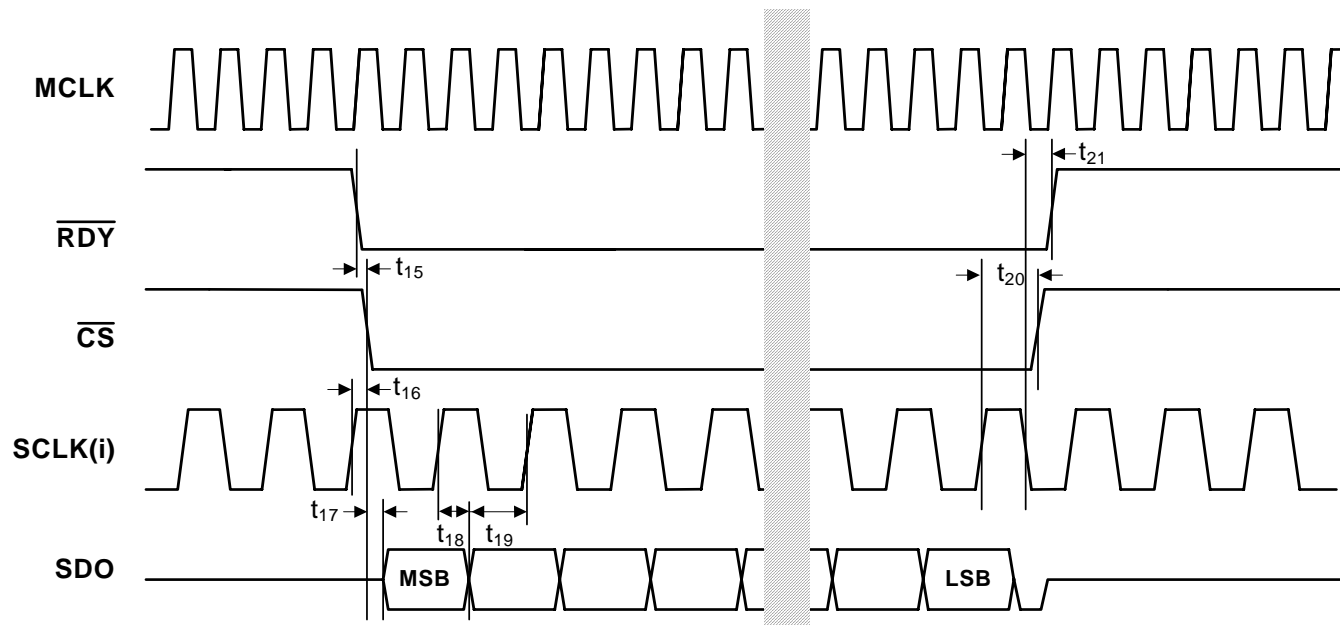 MCLK
t21
RDY
t15
t20
CS
t16
SCLK(i)
t17
t18
t19
SDO
MSB
LSB